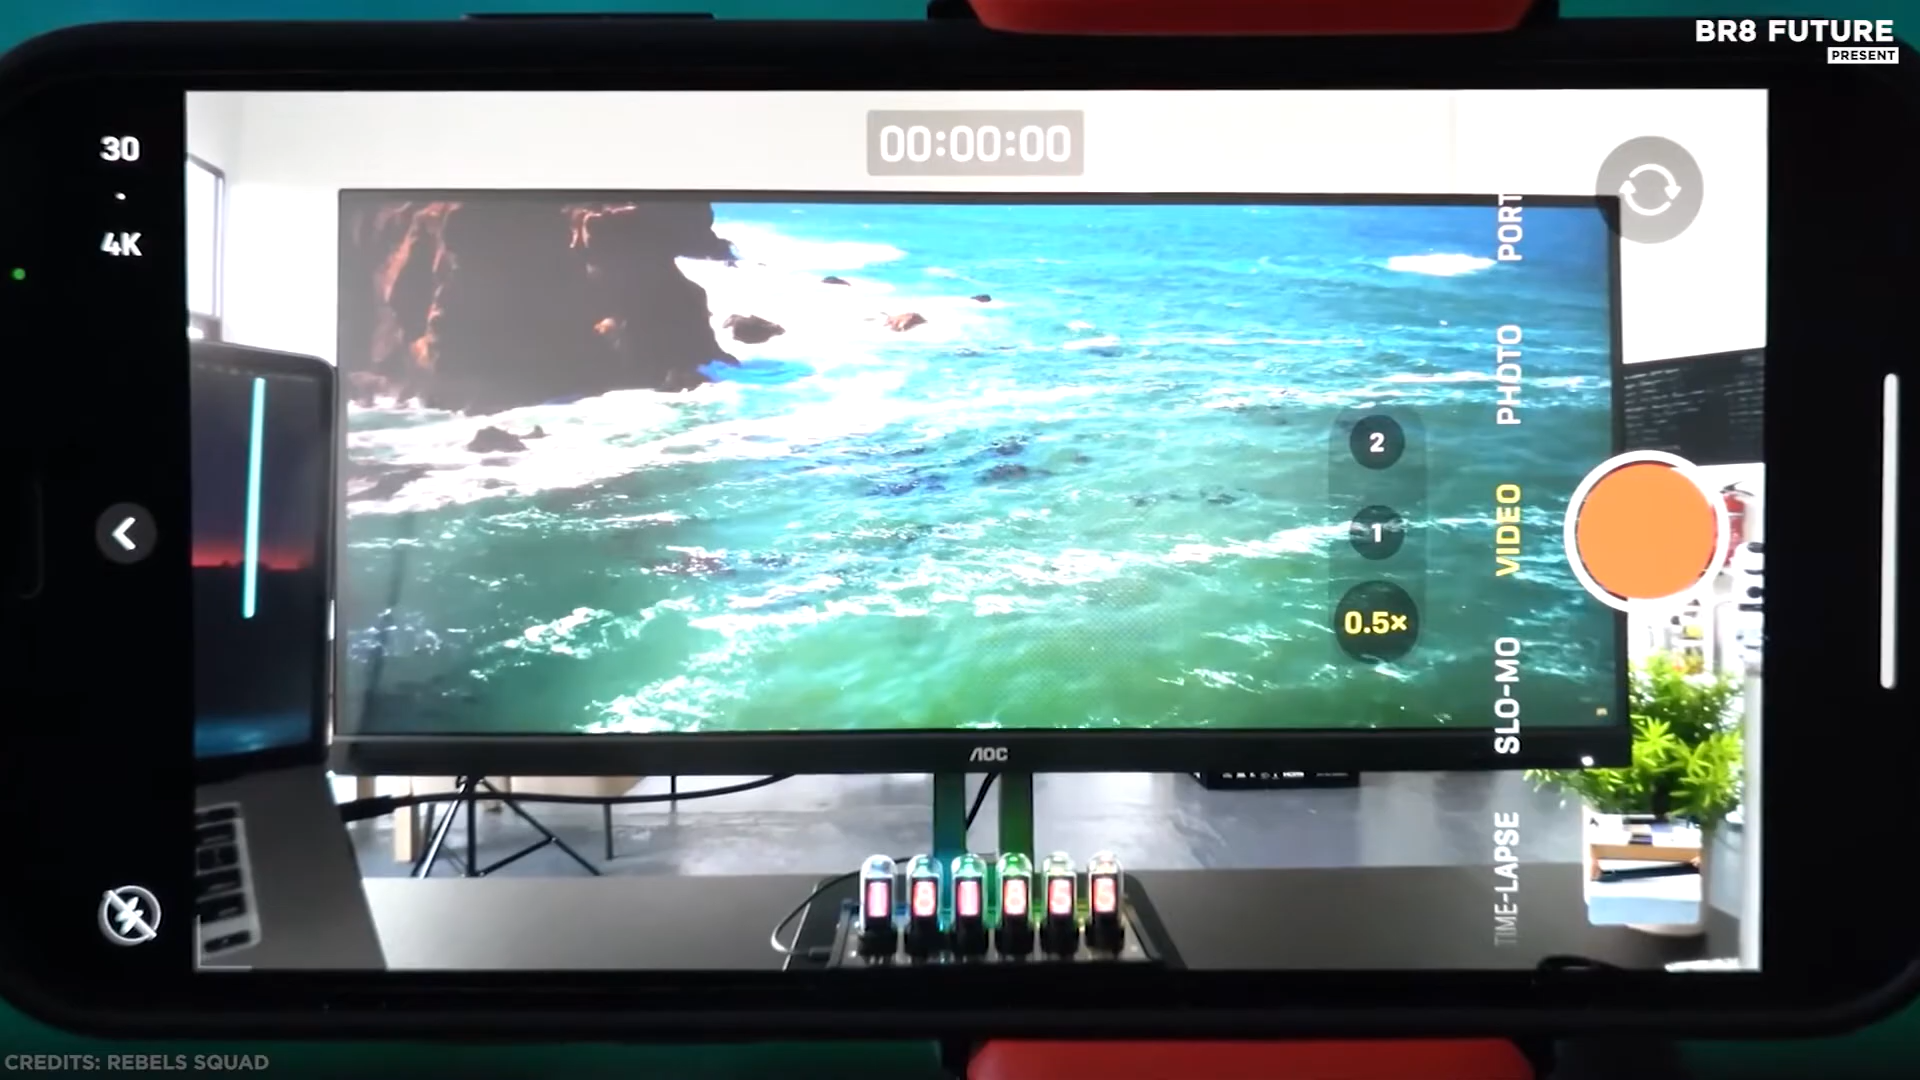 BR8 FUTURE
PRESENT
30
4K
00:00:00
PORT
PHOTO
VIDEO
SLO-MO
TIME-LAPSE
2
1
0.5×
AOC
181855
CREDITS: REBELS SQUAD